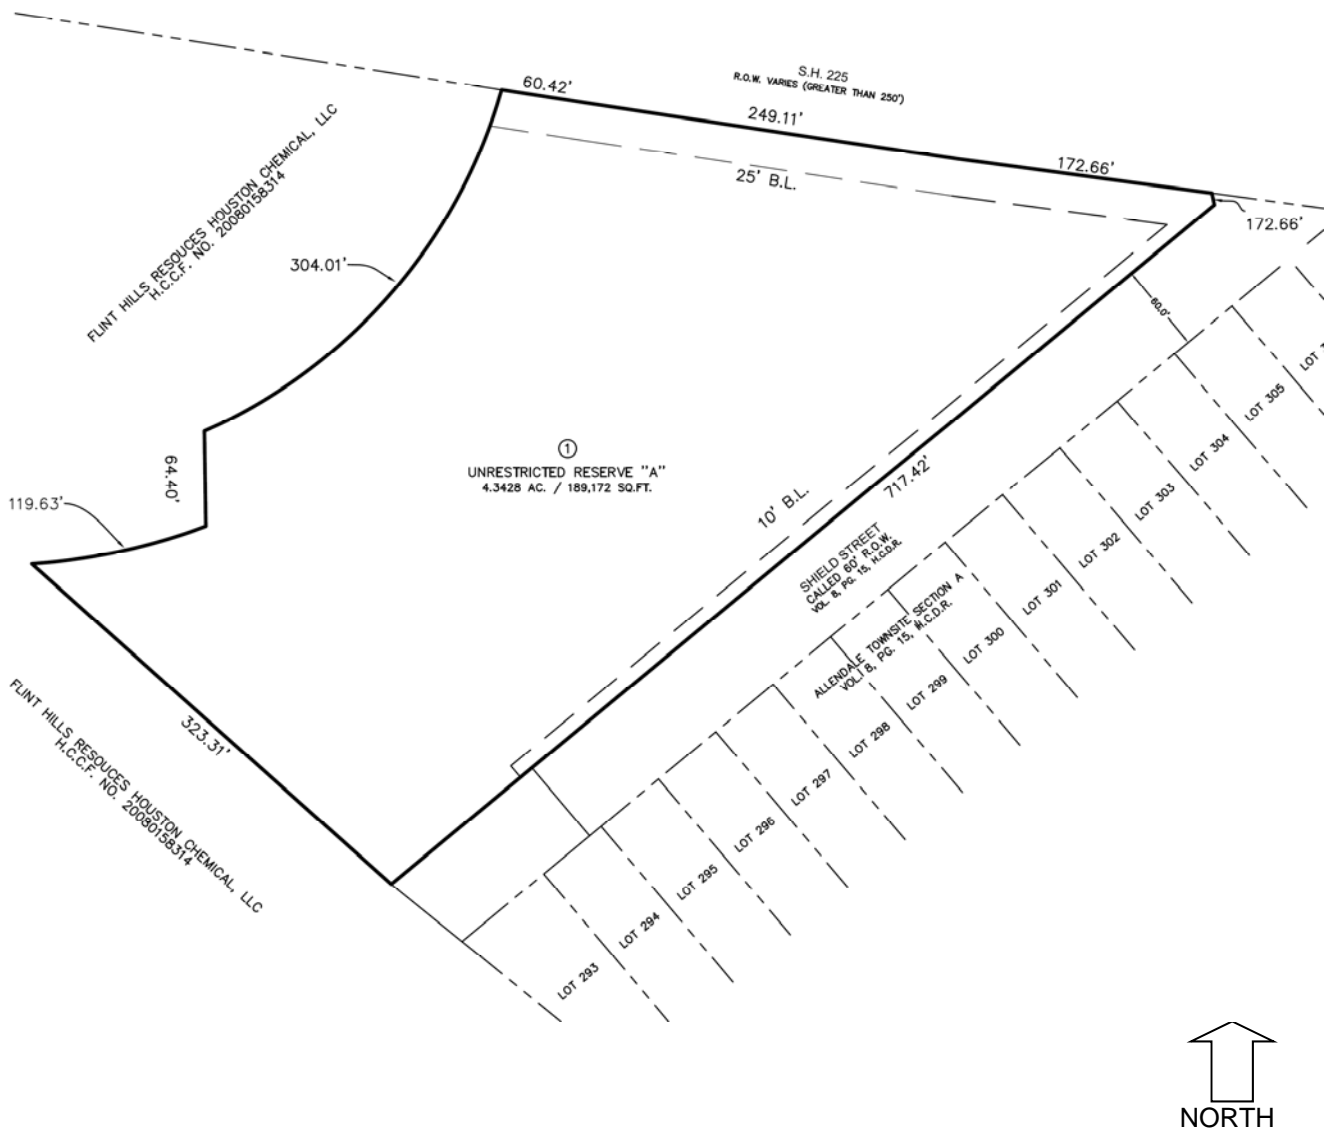 60.42'
S.H. 225
R.O.W. VARIES (GREATER THAN 250')
249.11'
172.66'
25' B.L.
172.66'
FLINT HILLS RESOUCES HOUSTON CHEMICAL, LLC
H.C.C.F. NO. 20080158314
304.01'
60.0'
LOT
LOT 305
LOT 304
LOT 303
LOT 302
LOT 301
LOT 300
LOT 299
LOT 298
LOT 297
LOT 296
LOT 295
LOT 294
LOT 293
1
UNRESTRICTED RESERVE "A"
4.3428 AC. / 189,172 SQ.FT.
64.40'
119.63'
717.42'
10' B.L.
SHIELD STREET
CALLED 60' R.O.W.
VOL. 8, PG. 15, H.C.D.R.
ALLENDALE TOWNSITE SECTION A
VOL. 8, PG. 15, H.C.D.R.
323.31'
FLINT HILLS RESOUCES HOUSTON CHEMICAL, LLC
H.C.C.F. NO. 20080158314
NORTH